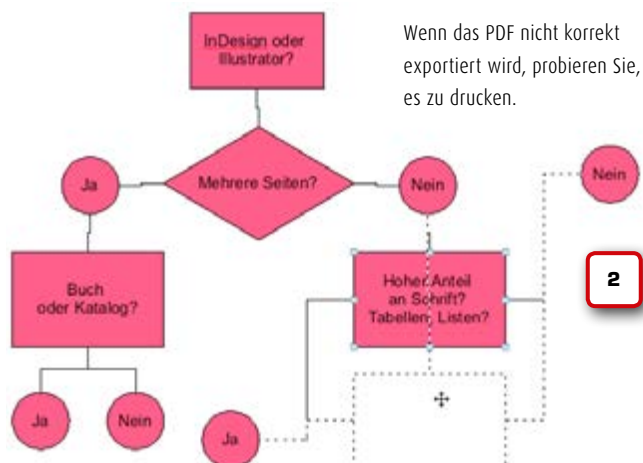 InDesign oder
Illustrator?
Wenn das PDF nicht korrekt
exportiert wird, probieren Sie,
es zu drucken.
Ja
Mehrere Seiten?
Nein
Nein
Buch
oder Katalog?
Hoher Anteil
an Schrift?
Tabellen, Listen?
2
Ja
Nein
Ja